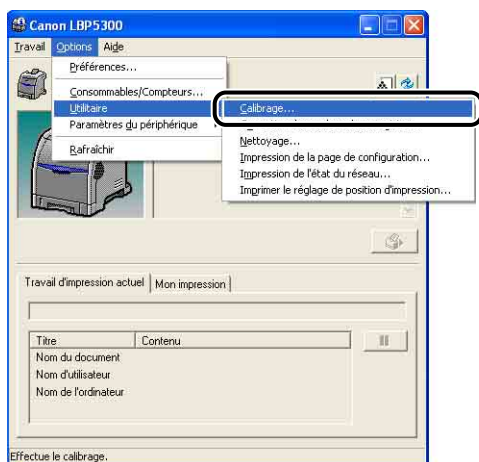 Canon LBP5300
Travail Options Aide
Préférences...
Consommables/Compteurs...
Utilitaire
Paramètres du périphérique
Rafraîchir
Calibrage...
Nettoyage...
Impression de la page de configuration...
Impression de l'état du réseau...
Imprimer le réglage de position d'impression...
Travail d'impression actuel Mon impression
Titre Contenu
Nom du document
Nom d'utilisateur
Nom de l'ordinateur
Effectue le calibrage.